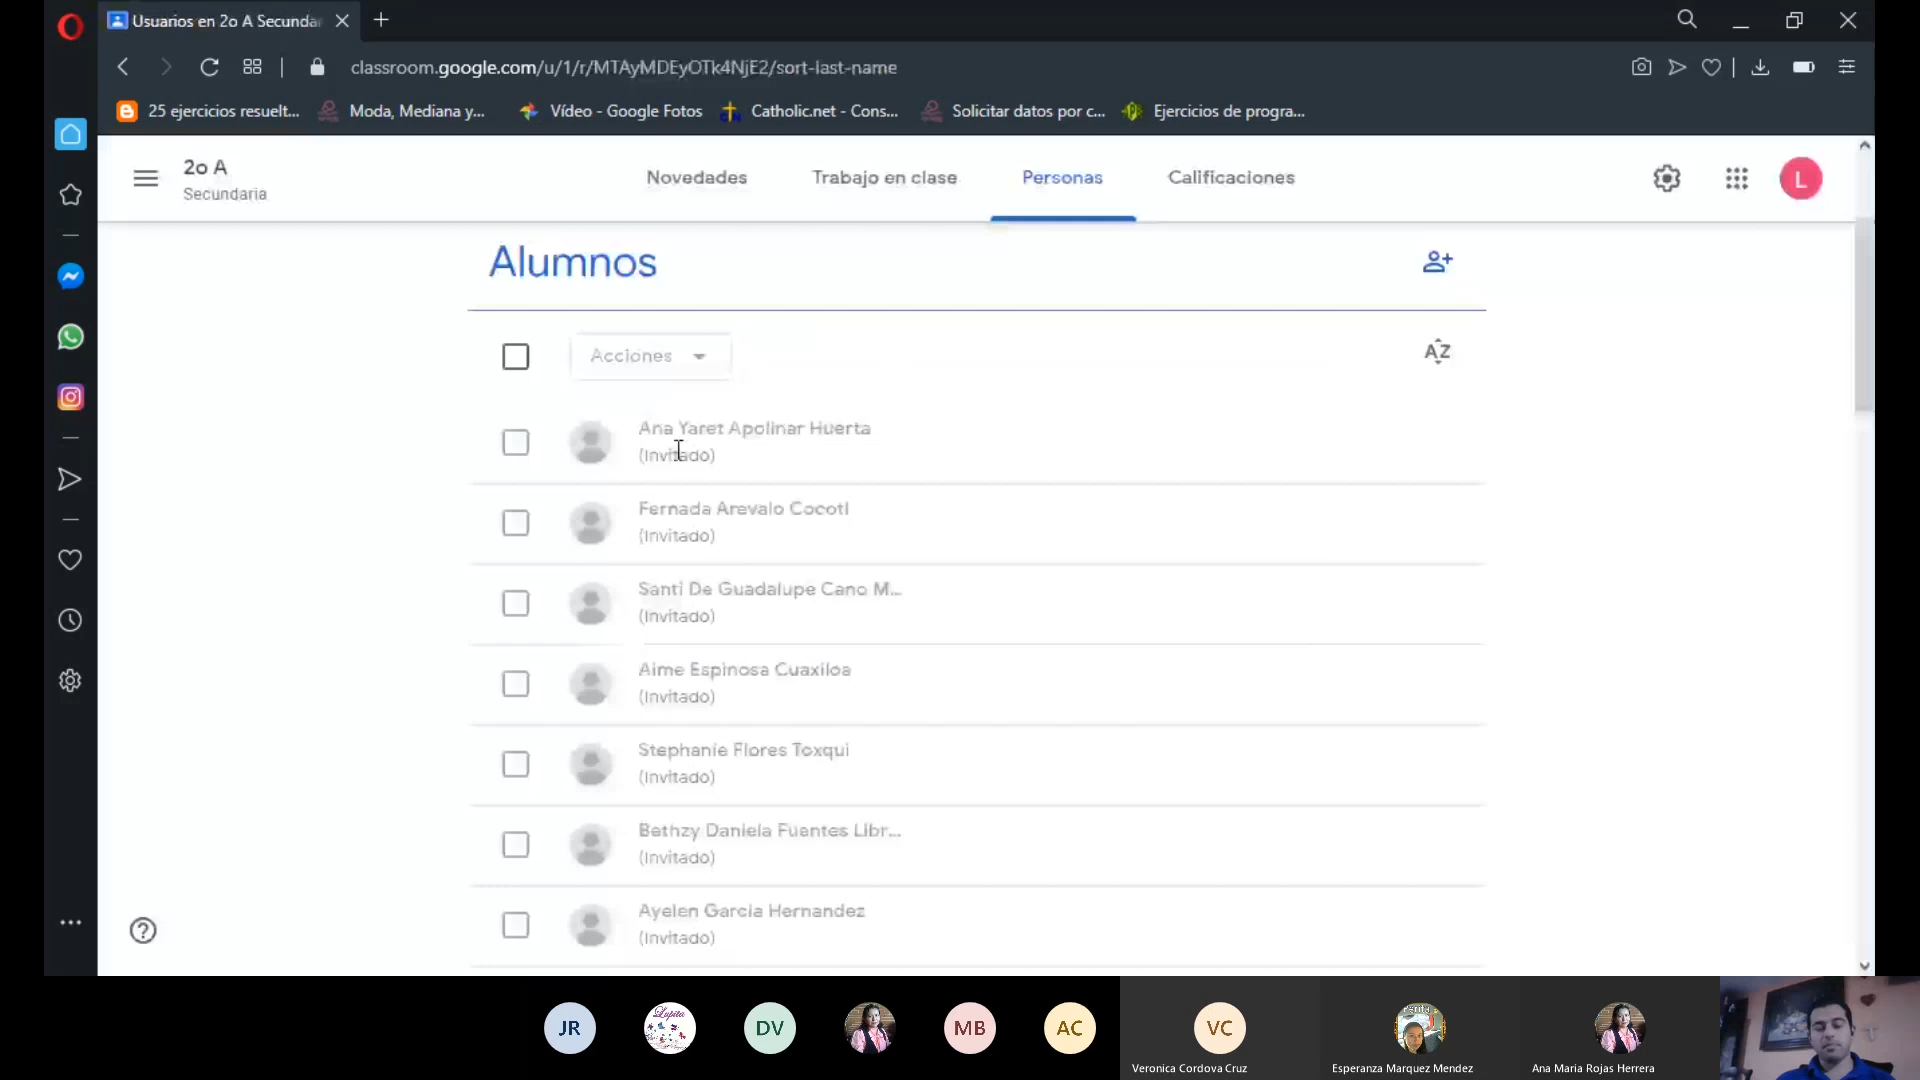 Usuarios en 2o A Secundar
classroom.google.com/u/1/r/MTAyMDEyOTk4NjE2/sort-last-name
25 ejercicios resuelt...
Moda, Mediana y...
Vídeo - Google Fotos
Catholic.net - Cons...
Solicitar datos por c...
Ejercicios de progra...
2o A
Secundaria
Novedades
Trabajo en clase
Personas
Calificaciones
L
Alumnos
Acciones
AZ
Ana Yaret Apolinar Huerta
(Invitado)
Fernada Arevalo Cocotl
(Invitado)
Santi De Guadalupe Cano M...
(Invitado)
Aime Espinosa Cuaxiloa
(Invitado)
Stephanie Flores Toxqui
(Invitado)
Bethzy Daniela Fuentes Libr...
(Invitado)
Ayelen Garcia Hernandez
(Invitado)
JR
Lupita
DV
MB
AC
VC
Veronica Cordova Cruz
Esperanza Marquez Mendez
Ana Maria Rojas Herrera